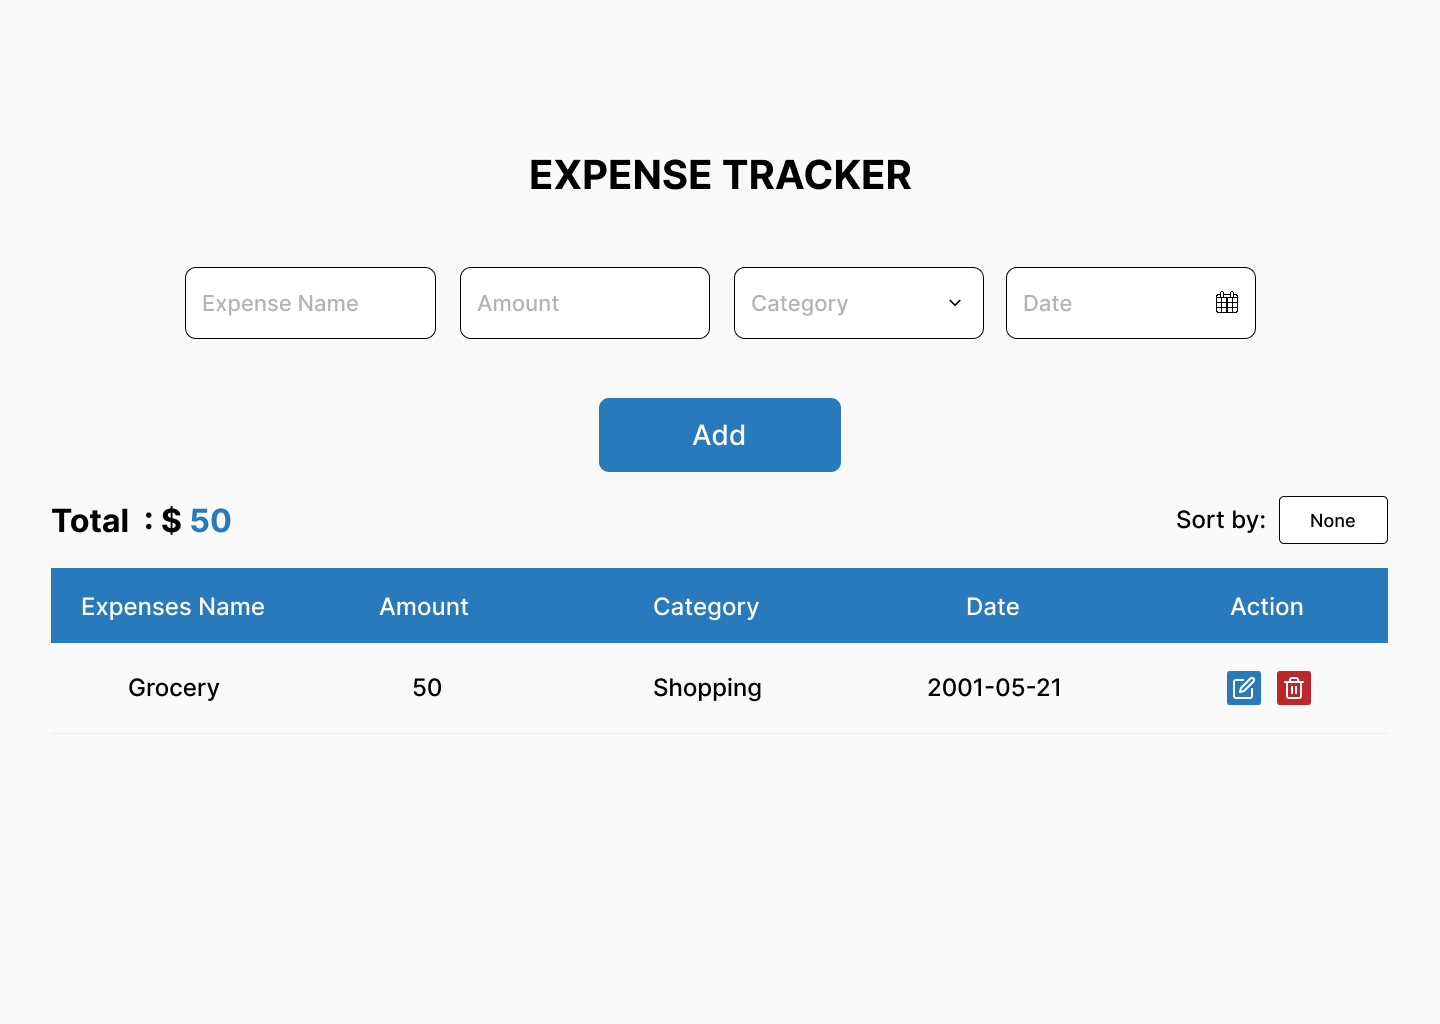 EXPENSE TRACKER
Expense Name Amount Category Date
Add
Total : $ 50 Sort by: None
Expenses Name Amount Category Date Action
Grocery 50 Shopping 2001-05-21